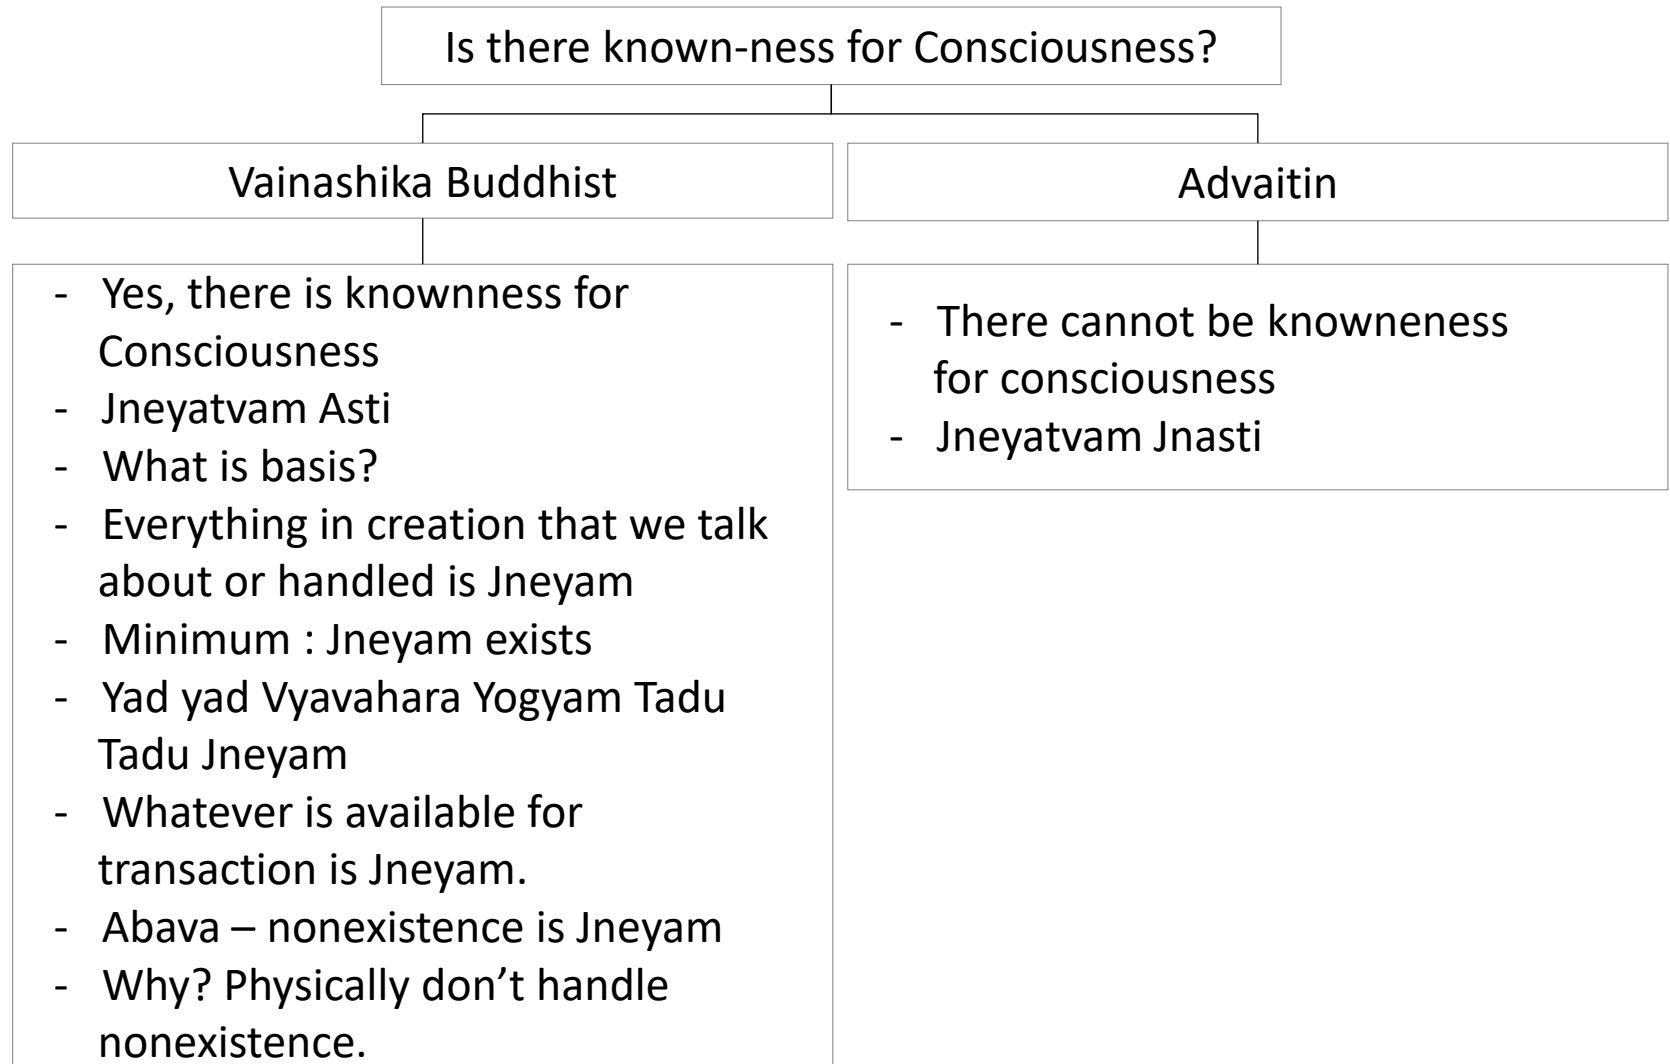 Is there known-ness for Consciousness?
Vainashika Buddhist
- Yes, there is knownness for
Consciousness
- Jneyatvam Asti
- What is basis?
- Everything in creation that we talk
about or handled is Jneyam
- Minimum : Jneyam exists
- Yad yad Vyavahara Yogyam Tadu
Tadu Jneyam
- Whatever is available for
transaction is Jneyam.
- Abava – nonexistence is Jneyam
- Why? Physically don’t handle
nonexistence.
Advaitin
- There cannot be knowneness
for consciousness
- Jneyatvam Jnasti